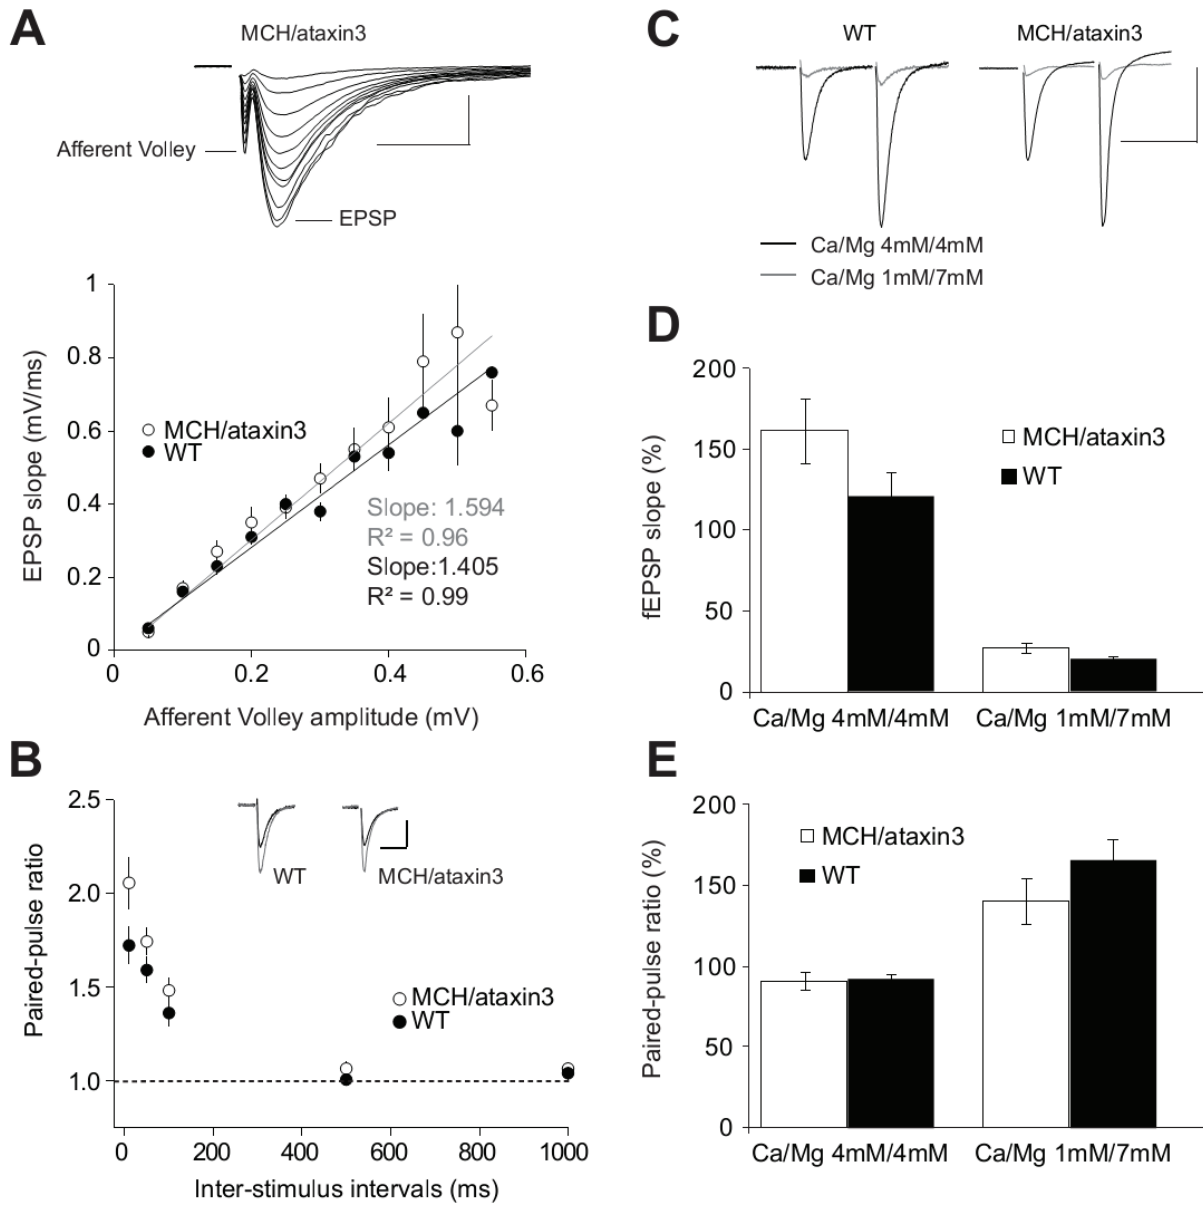 A
MCH/ataxin3
Afferent Volley
EPSP
EPSP slope (mV/ms)
1
0.8
0.6
0.4
0.2
0
MCH/ataxin3
WT
Slope: 1.594
R² = 0.96
Slope:1.405
R² = 0.99
0 0.2 0.4 0.6
Afferent Volley amplitude (mV)
B
Paired-pulse ratio
2.5
2.0
1.5
1.0
WT
MCH/ataxin3
MCH/ataxin3
WT
0 200 400 600 800 1000
Inter-stimulus intervals (ms)
C
WT
MCH/ataxin3
Ca/Mg 4mM/4mM
Ca/Mg 1mM/7mM
D
fEPSP slope (%)
200
150
100
50
0
MCH/ataxin3
WT
Ca/Mg 4mM/4mM Ca/Mg 1mM/7mM
E
Paired-pulse ratio (%)
200
150
100
50
0
MCH/ataxin3
WT
Ca/Mg 4mM/4mM Ca/Mg 1mM/7mM